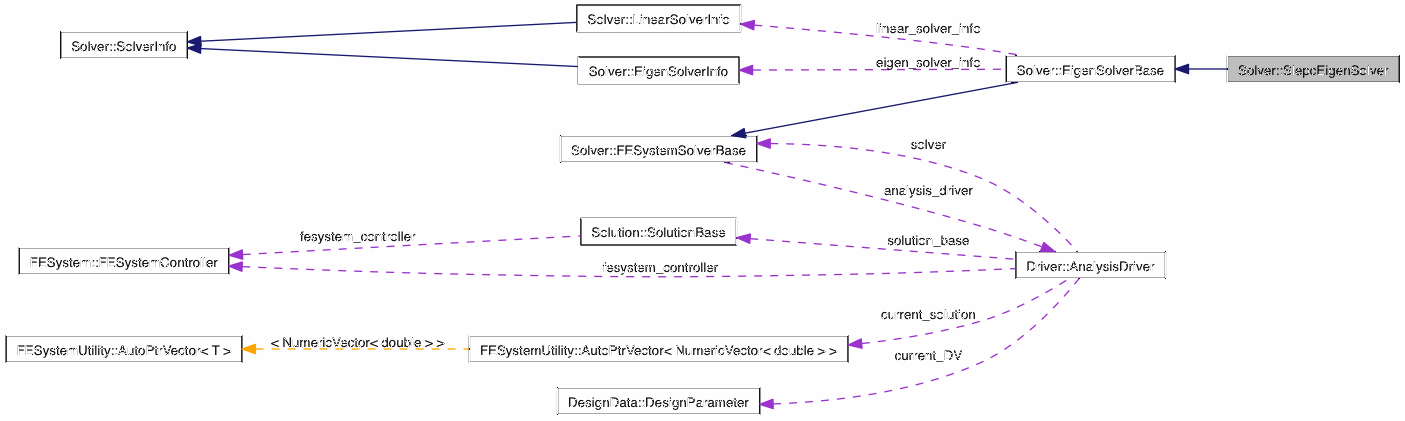 Solver::LinearSolverInfo
linear_solver_info
Solver::SolverInfo
Solver::EigenSolverInfo
eigen_solver_info
Solver::EigenSolverBase
Solver::SlepcEigenSolver
Solver::FESystemSolverBase
solver
analysis_driver
Solution::SolutionBase
fesystem_controller
solution_base
FESystem::FESystemController
fesystem_controller
Driver::AnalysisDriver
current_solution
FESystemUtility::AutoPtrVector< T >
< NumericVector< double > >
FESystemUtility::AutoPtrVector< NumericVector< double > >
current_DV
DesignData::DesignParameter